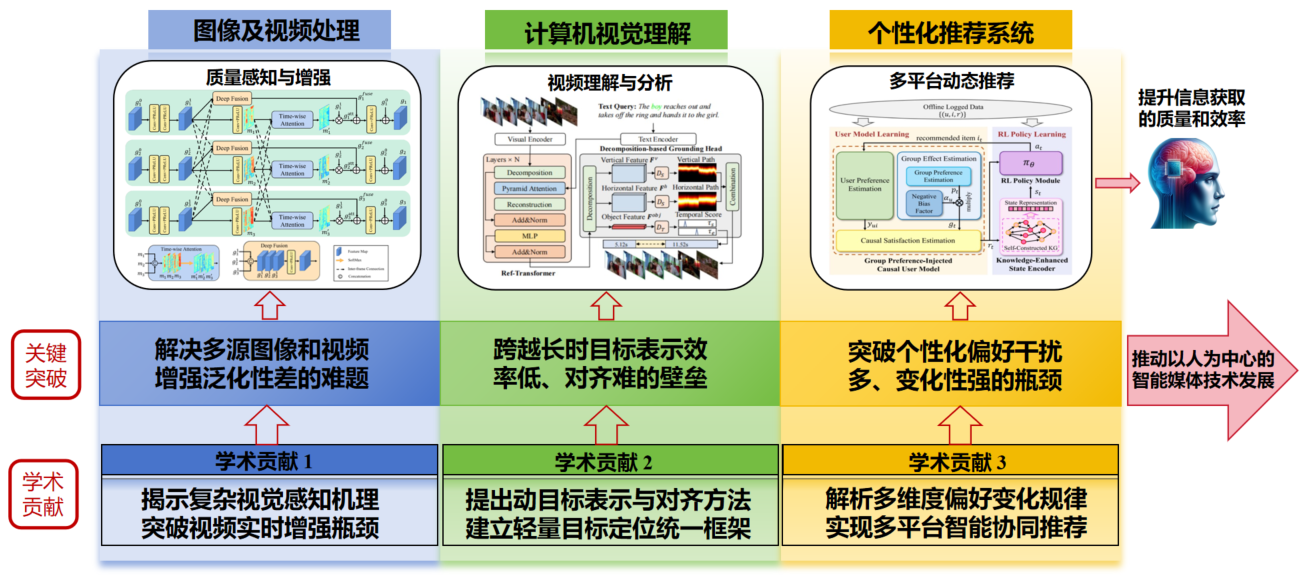 图像及视频处理
计算机视觉理解
个性化推荐系统
质量感知与增强
Deep Fusion
Time-wise
Attention
Deep Fusion
Time-wise
Attention
Deep Fusion
Time-wise
Attention
Time-wise Attention
Deep Fusion
Feature Map
SoftMax
Inter-frame Connection
Concatenation
视频理解与分析
Text Query: The boy reaches out and
takes off the ring and hands it to the girl.
Visual Encoder
Text Encoder
Decomposition-based Grounding Head
Layers × N
Decomposition
Pyramid Attention
Reconstruction
Add&Norm
MLP
Add&Norm
Ref-Transformer
Decomposition
Vertical Feature
Vertical Path
Horizontal Feature
Horizontal Path
Object Feature
Temporal Score
Combination
5.12s
11.52s
多平台动态推荐
Offline Logged Data
{(u, i, r)}
User Model Learning
recommended item
RL Policy Learning
Group Effect Estimation
User Preference
Estimation
Group Preference
Estimation
Negative
Bias
Factor
multiply
Causal Satisfaction Estimation
Group Preference-Injected
Causal User Model
RL Policy Module
State Representation
Self-Constructed KG
Knowledge-Enhanced
State Encoder
提升信息获取
的质量和效率
关键
突破
解决多源图像和视频
增强泛化性差的难题
跨越长时目标表示效
率低、对齐难的壁垒
突破个性化偏好干扰
多、变化性强的瓶颈
推动以人为中心的
智能媒体技术发展
学术
贡献
学术贡献 1
揭示复杂视觉感知机理
突破视频实时增强瓶颈
学术贡献 2
提出动目标表示与对齐方法
建立轻量目标定位统一框架
学术贡献 3
解析多维度偏好变化规律
实现多平台智能协同推荐